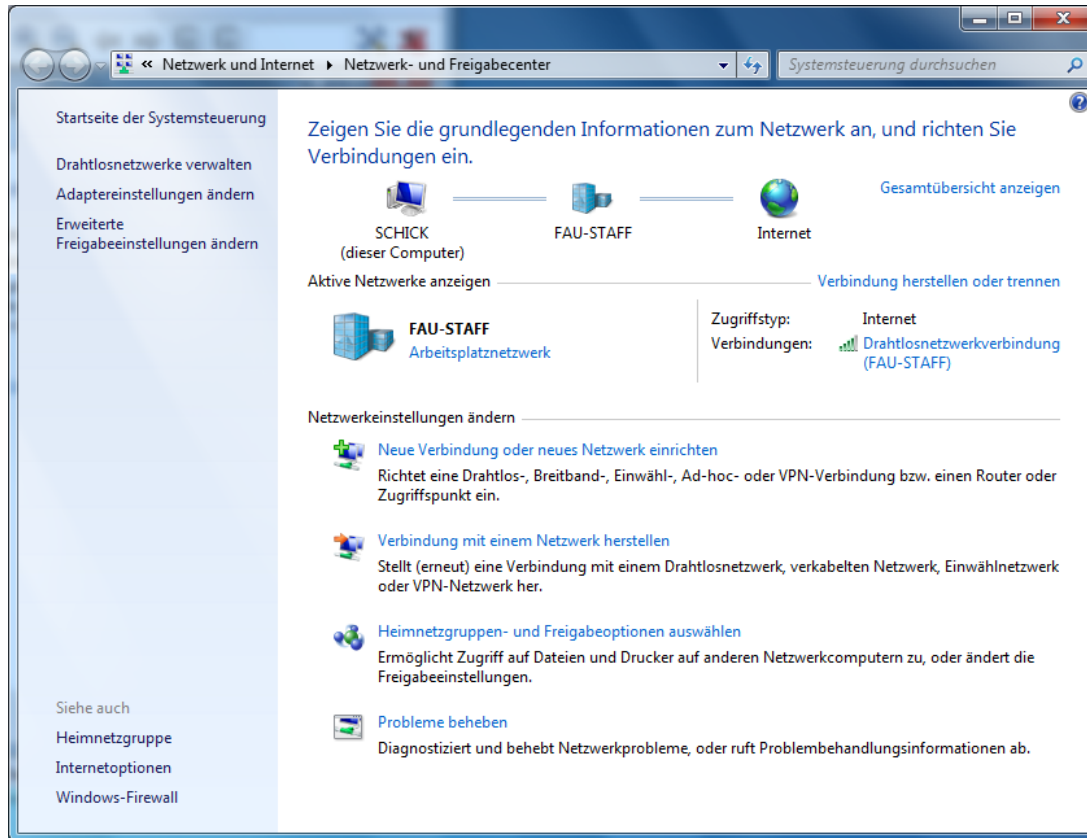 « Netzwerk und Internet ▸ Netzwerk- und Freigabecenter
Systemsteuerung durchsuchen
Startseite der Systemsteuerung
Drahtlosnetzwerke verwalten
Adaptereinstellungen ändern
Erweiterte
Freigabeeinstellungen ändern
Zeigen Sie die grundlegenden Informationen zum Netzwerk an, und richten Sie
Verbindungen ein.
Gesamtübersicht anzeigen
SCHICK
(dieser Computer)
FAU-STAFF
Internet
Aktive Netzwerke anzeigen
Verbindung herstellen oder trennen
FAU-STAFF
Arbeitsplatznetzwerk
Zugriffstyp: Internet
Verbindungen: Drahtlosnetzwerkverbindung
(FAU-STAFF)
Netzwerkeinstellungen ändern
Neue Verbindung oder neues Netzwerk einrichten
Richtet eine Drahtlos-, Breitband-, Einwähl-, Ad-hoc- oder VPN-Verbindung bzw. einen Router oder
Zugriffspunkt ein.
Verbindung mit einem Netzwerk herstellen
Stellt (erneut) eine Verbindung mit einem Drahtlosnetzwerk, verkabelten Netzwerk, Einwählnetzwerk
oder VPN-Netzwerk her.
Heimnetzgruppen- und Freigabeoptionen auswählen
Ermöglicht Zugriff auf Dateien und Drucker auf anderen Netzwerkcomputern zu, oder ändert die
Freigabeeinstellungen.
Probleme beheben
Diagnostiziert und behebt Netzwerkprobleme, oder ruft Problembehandlungsinformationen ab.
Siehe auch
Heimnetzgruppe
Internetoptionen
Windows-Firewall